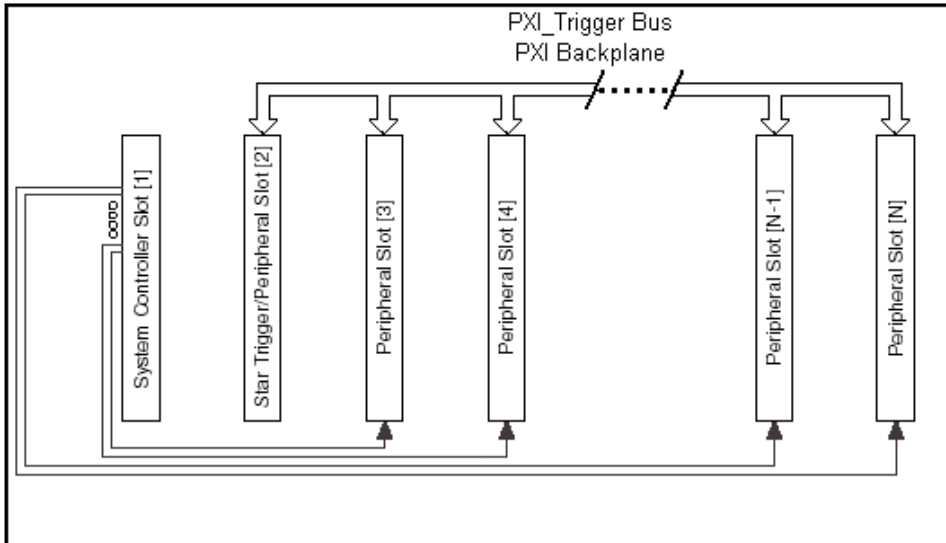 PXI_Trigger Bus
PXI Backplane
System Controller Slot [1]
Star Trigger/Peripheral Slot [2]
Peripheral Slot [3]
Peripheral Slot [4]
Peripheral Slot [N-1]
Peripheral Slot [N]